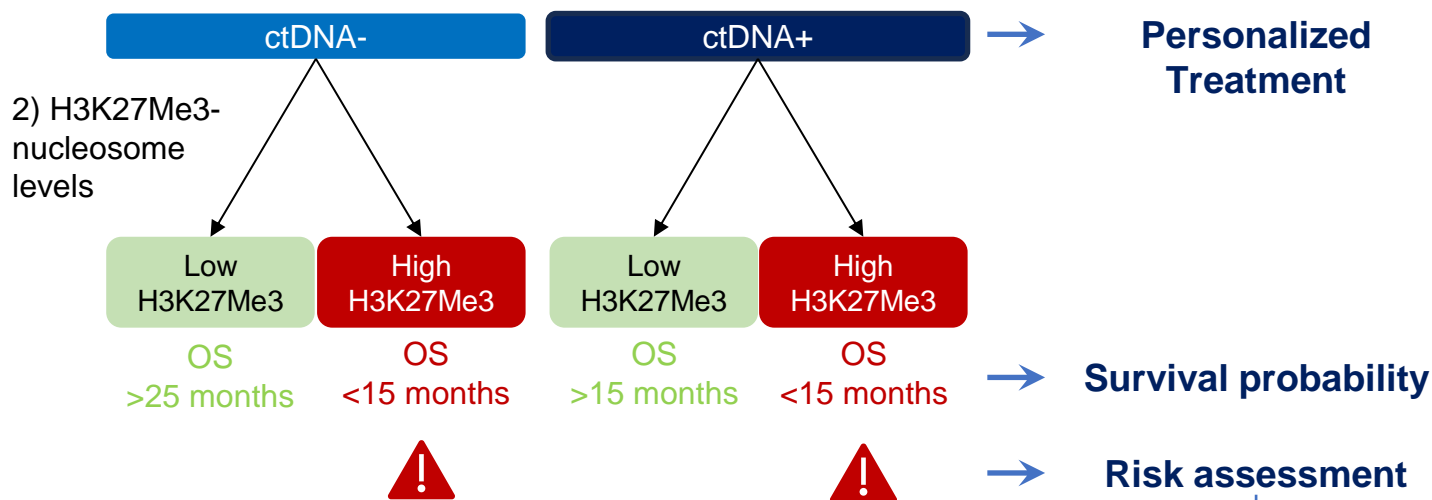 ctDNA-
ctDNA+
Personalized
Treatment
2) H3K27Me3-
nucleosome
levels
Low
H3K27Me3
High
H3K27Me3
Low
H3K27Me3
High
H3K27Me3
OS
>25 months
OS
<15 months
OS
>15 months
OS
<15 months
Survival probability
!
!
Risk assessment